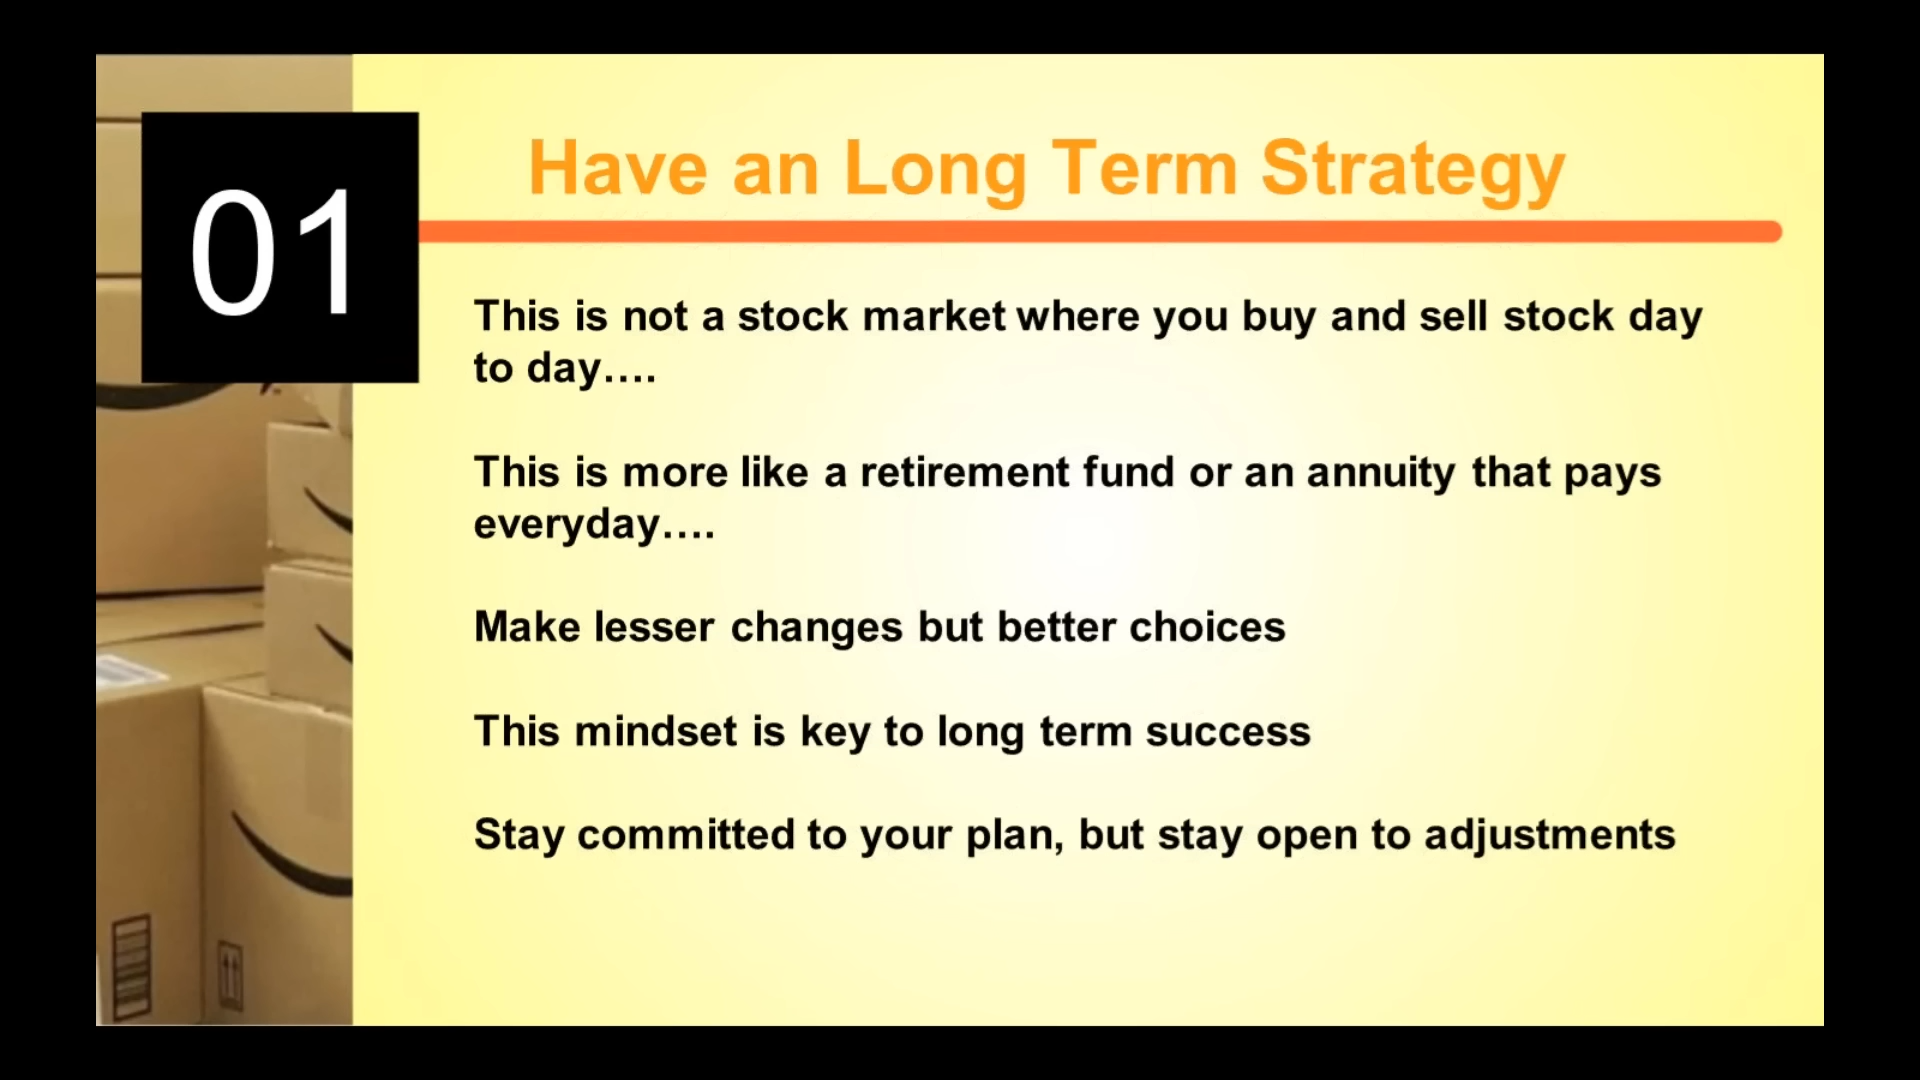 01
Have an Long Term Strategy
This is not a stock market where you buy and sell stock day
to day....
This is more like a retirement fund or an annuity that pays
everyday....
Make lesser changes but better choices
This mindset is key to long term success
Stay committed to your plan, but stay open to adjustments